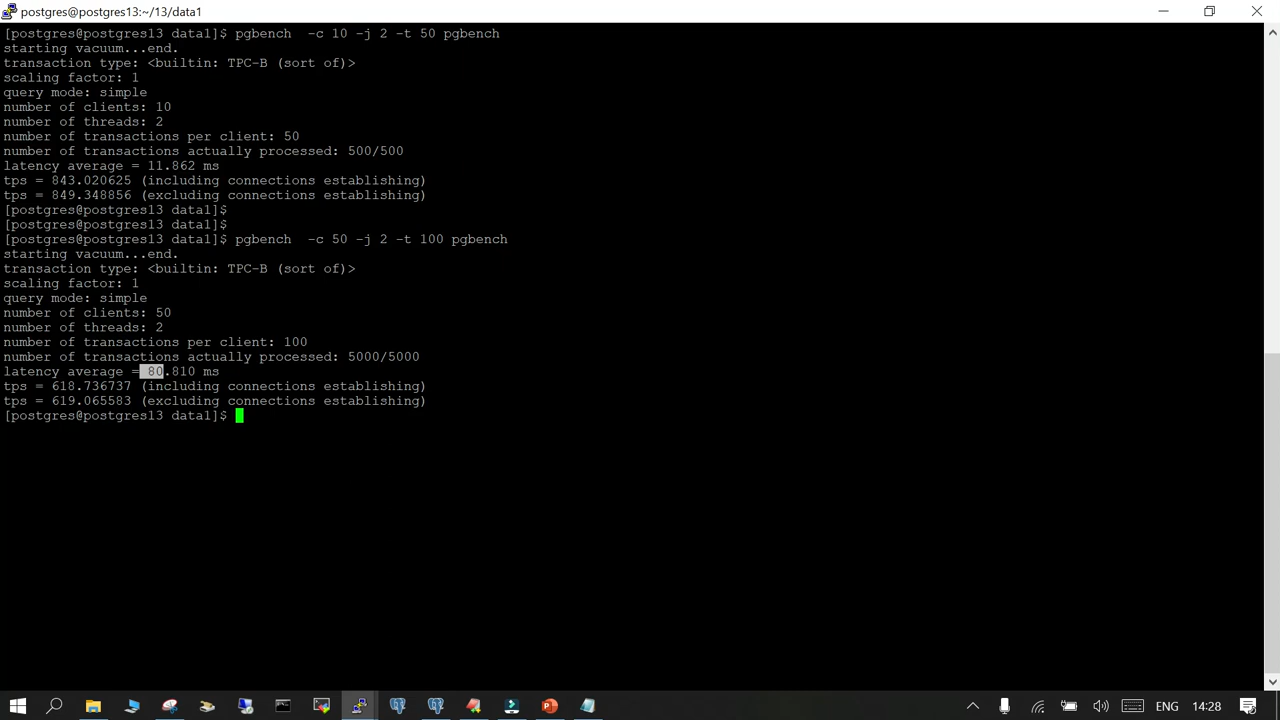 postgres@postgres13:~/13/data1
[postgres@postgres13 data1]$ pgbench  -c 10 -j 2 -t 50 pgbench
starting vacuum...end.
transaction type: <builtin: TPC-B (sort of)>
scaling factor: 1
query mode: simple
number of clients: 10
number of threads: 2
number of transactions per client: 50
number of transactions actually processed: 500/500
latency average = 11.862 ms
tps = 843.020625 (including connections establishing)
tps = 849.348856 (excluding connections establishing)
[postgres@postgres13 data1]$
[postgres@postgres13 data1]$
[postgres@postgres13 data1]$ pgbench  -c 50 -j 2 -t 100 pgbench
starting vacuum...end.
transaction type: <builtin: TPC-B (sort of)>
scaling factor: 1
query mode: simple
number of clients: 50
number of threads: 2
number of transactions per client: 100
number of transactions actually processed: 5000/5000
latency average = 80.810 ms
tps = 618.736737 (including connections establishing)
tps = 619.065583 (excluding connections establishing)
[postgres@postgres13 data1]$
ENG 14:28